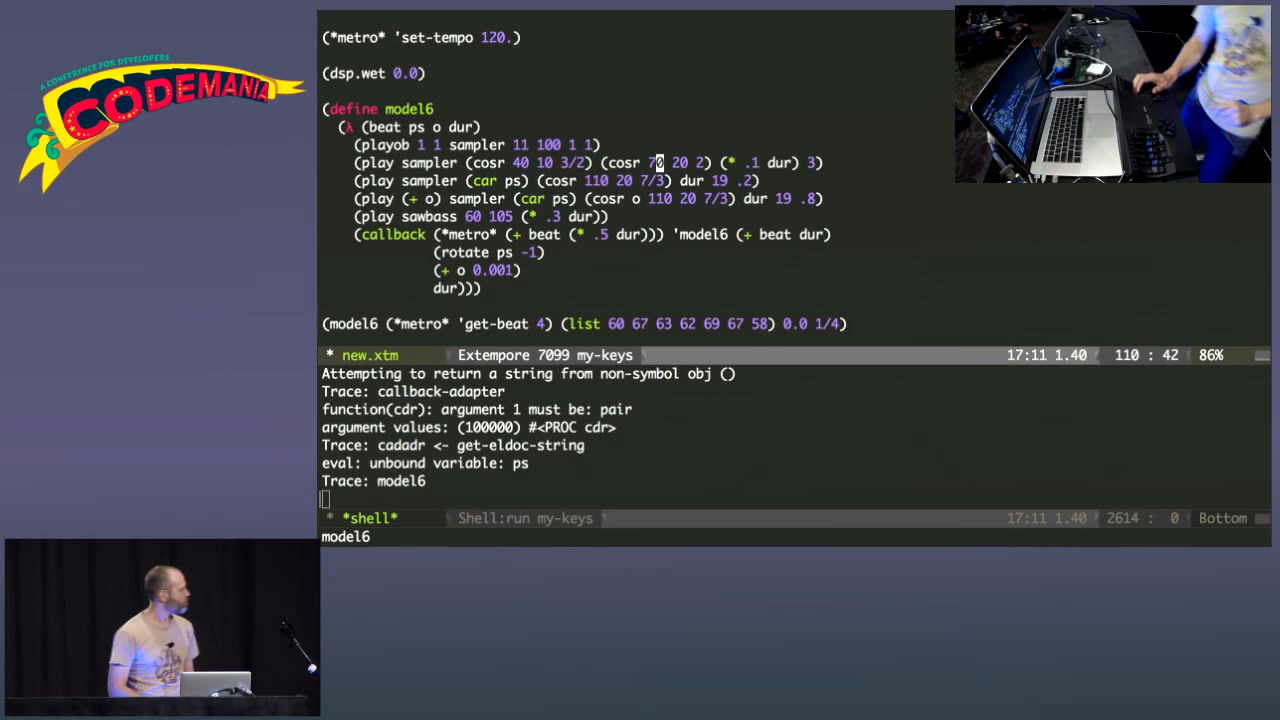 A CONFERENCE FOR DEVELOPERS
CODEMANIA
(*metro* 'set-tempo 120.)
(dsp.wet 0.0)
(define model6
(λ (beat ps o dur)
(playob 1 1 sampler 11 100 1 1)
(play sampler (cosr 40 10 3/2) (cosr 70 20 2) (* .1 dur) 3)
(play sampler (car ps) (cosr 110 20 7/3) dur 19 .2)
(play (+ o) sampler (car ps) (cosr o 110 20 7/3) dur 19 .8)
(play sawbass 60 105 (* .3 dur))
(callback (*metro* (+ beat (* .5 dur))) 'model6 (+ beat dur)
(rotate ps -1)
(+ o 0.001)
dur)))
(model6 (*metro* 'get-beat 4) (list 60 67 63 62 69 67 58) 0.0 1/4)
* new.xtm Extempore 7099 my-keys 17:11 1.40 110 : 42 86%
Attempting to return a string from non-symbol obj ()
Trace: callback-adapter
function(cdr): argument 1 must be: pair
argument values: (100000) #<PROC cdr>
Trace: cadadr <- get-eldoc-string
eval: unbound variable: ps
Trace: model6
* *shell* Shell:run my-keys 17:11 1.40 2614 : 0 Bottom
model6